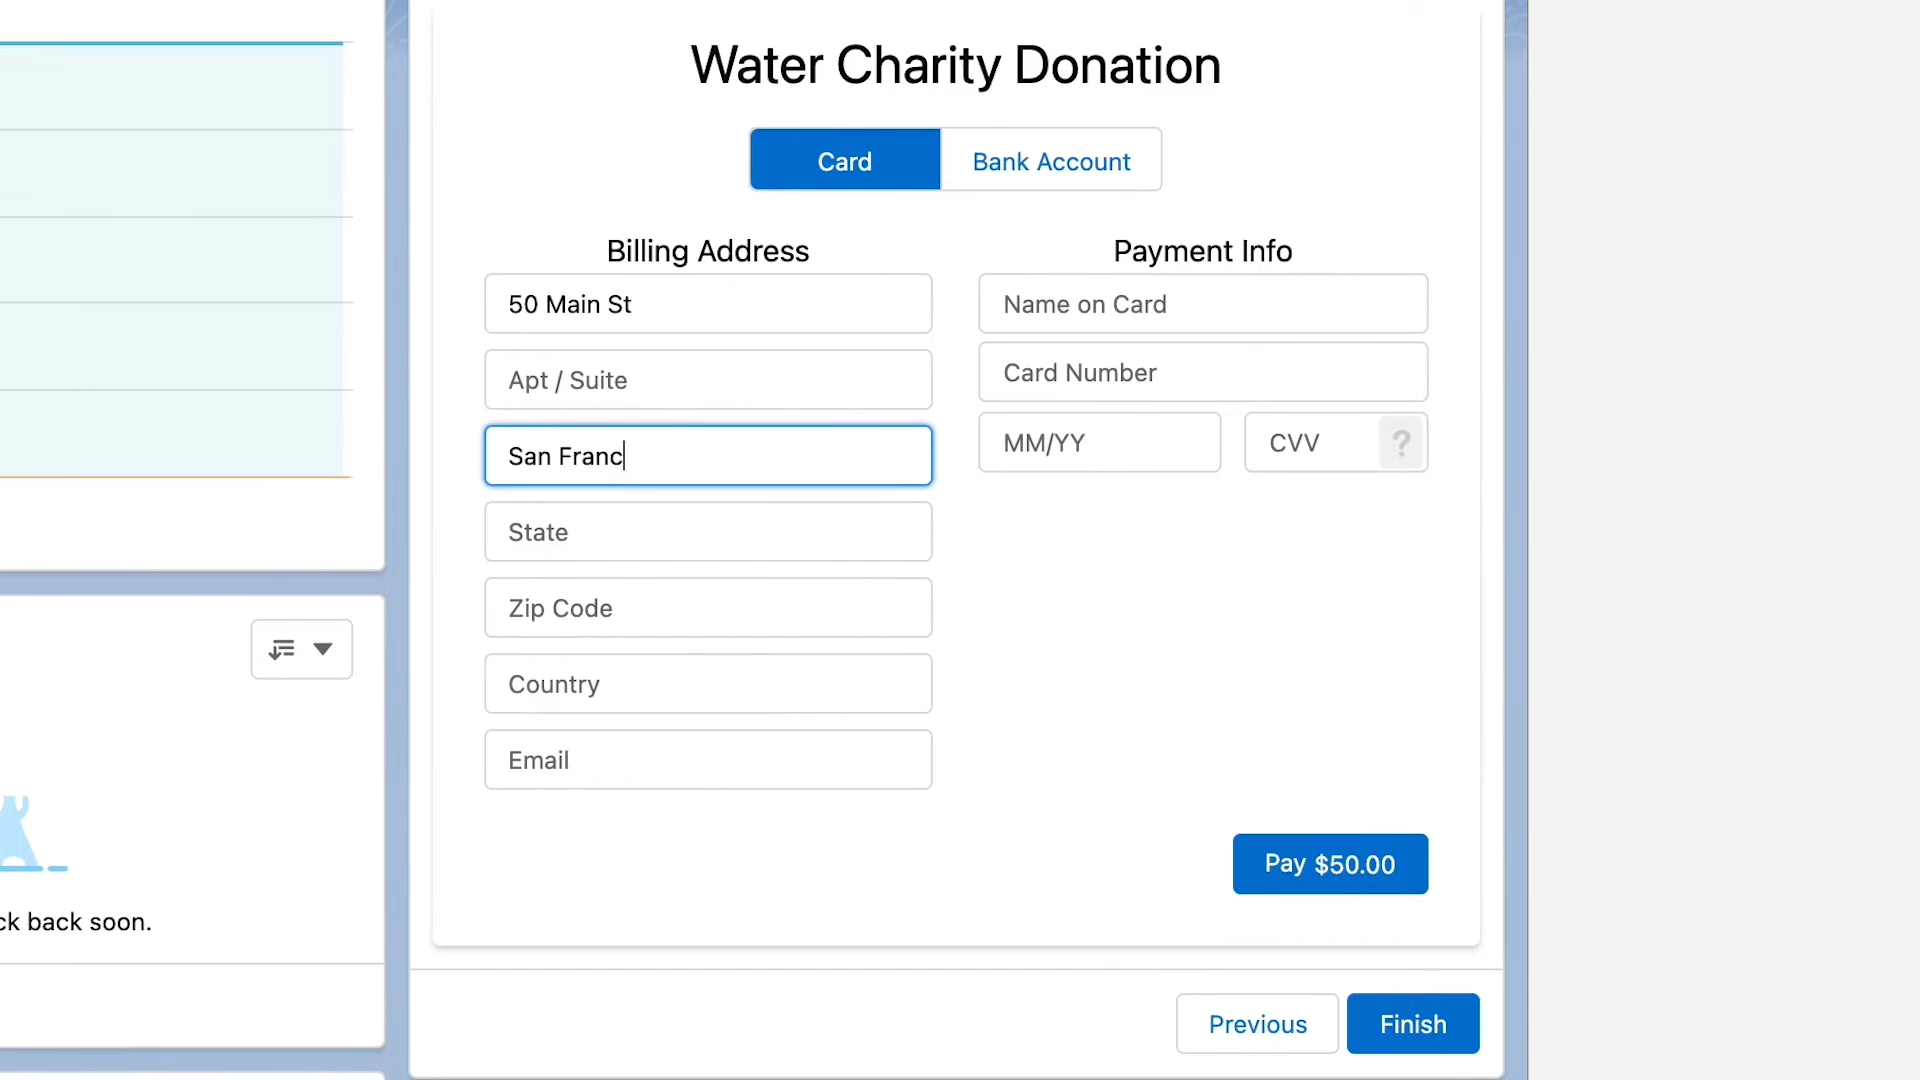 Water Charity Donation
Card
Bank Account
Billing Address
50 Main St
Apt / Suite
San Franc
State
Zip Code
Country
Email
Payment Info
Name on Card
Card Number
MM/YY
CVV
?
Pay $50.00
back soon.
Previous
Finish